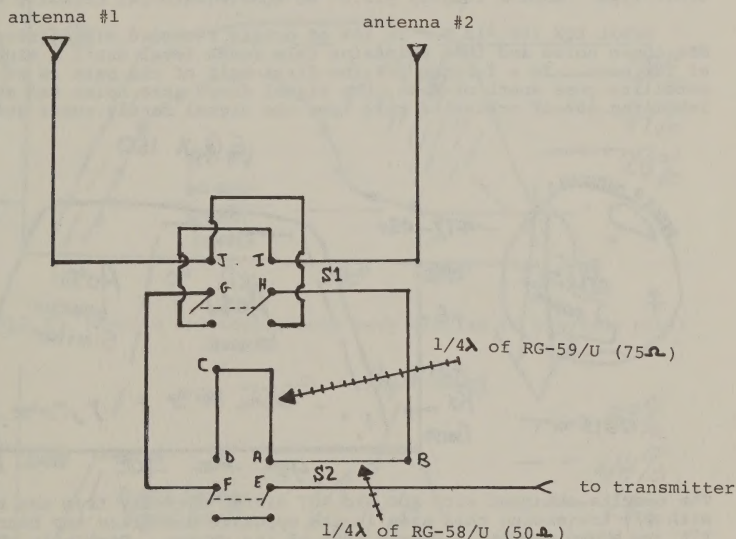 antenna #1
antenna #2
J I S1
G H
1/4λ of RG-59/U (75Ω)
C
D A B
S2
F E to transmitter
1/4λ of RG-58/U (50Ω)